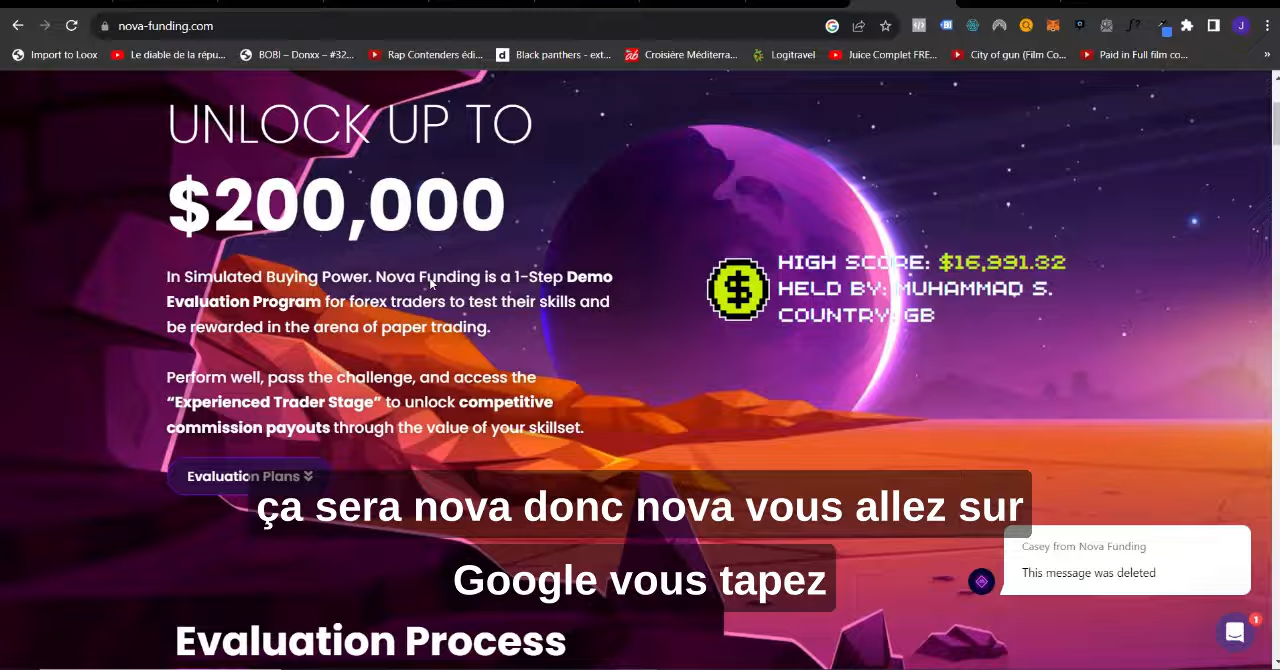 nova-funding.com
Import to Loox
Le diable de la répu...
BOBI – Donxx – #32...
Rap Contenders édi...
Black panthers - ext...
Croisière Méditerra...
Logitravel
Juice Complet FRE...
City of gun (Film Co...
Paid in Full film co...
»
UNLOCK UP TO
$200,000
In Simulated Buying Power. Nova Funding is a 1-Step Demo
Evaluation Program for forex traders to test their skills and
be rewarded in the arena of paper trading.
HIGH SCORE: $16,991.32
HELD BY: MUHAMMAD S.
COUNTRY: GB
Perform well, pass the challenge, and access the
“Experienced Trader Stage” to unlock competitive
commission payouts through the value of your skillset.
Evaluation Plans
ça sera nova donc nova vous allez sur
Google vous tapez
Casey from Nova Funding
This message was deleted
1
Evaluation Process